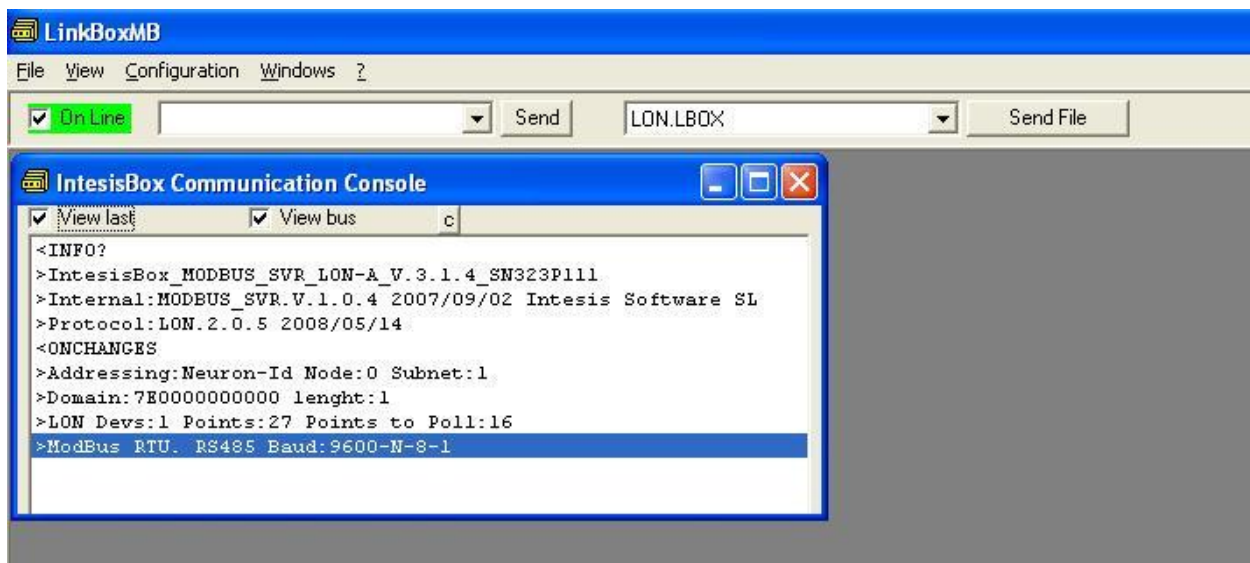 LinkBoxMB
File View Configuration Windows ?
On Line Send LON.LBOX Send File
IntesisBox Communication Console
View last View bus c
<INFO?
>IntesisBox_MODBUS_SVR_LON-A_V.3.1.4_SN323P111
>Internal:MODBUS_SVR.V.1.0.4 2007/09/02 Intesis Software SL
>Protocol:LON.2.0.5 2008/05/14
<ONCHANGES
>Addressing:Neuron-Id Node:0 Subnet:1
>Domain:7E0000000000 lenght:1
>LON Devs:1 Points:27 Points to Poll:16
>ModBus RTU. RS485 Baud:9600-N-8-1